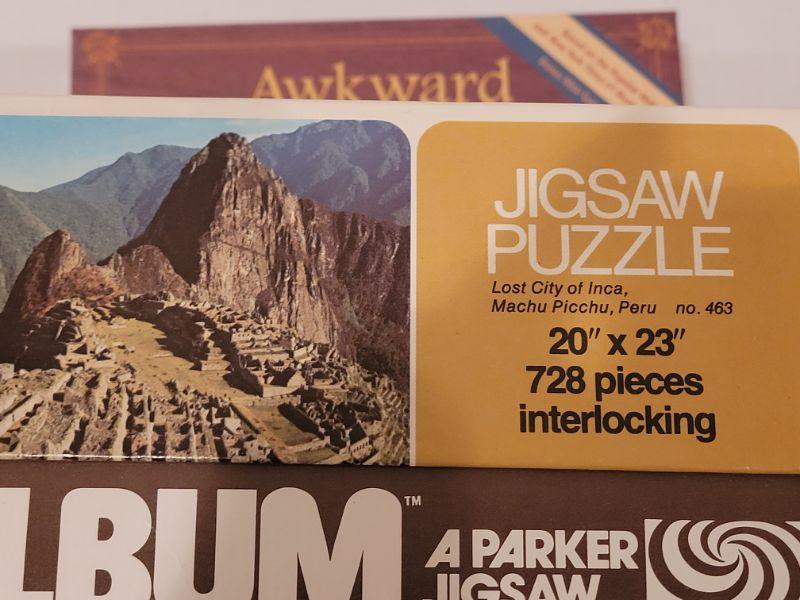 Awkward
JIGSAW
PUZZLE
Lost City of Inca,
Machu Picchu, Peru no. 463
20" x 23"
728 pieces
interlocking
LBUM™
A PARKER
JIGSAW